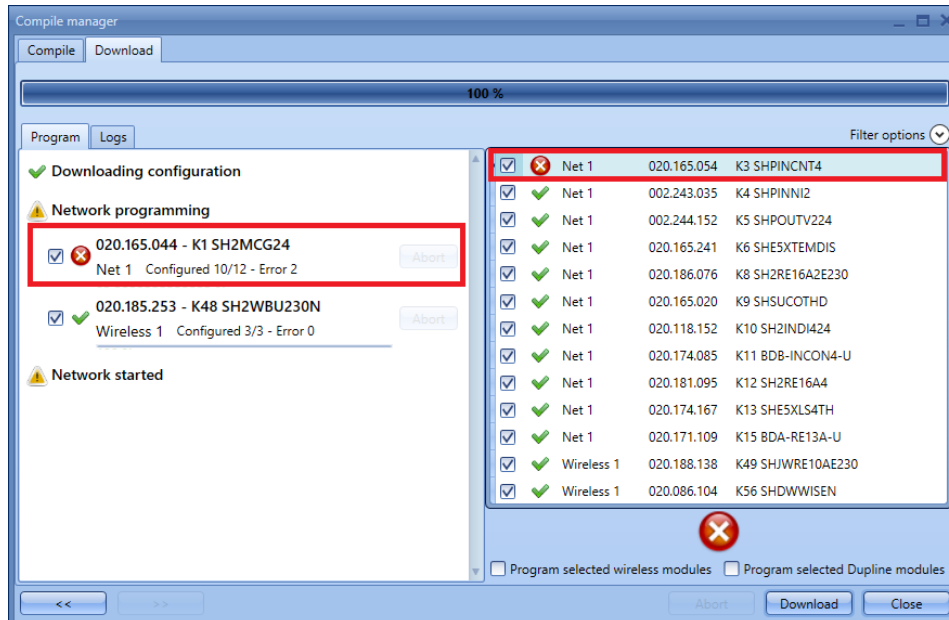 Compile manager
Compile Download
100 %
Program Logs
Filter options
Downloading configuration
Network programming
020.165.044 - K1 SH2MCG24
Net 1 Configured 10/12 - Error 2
Abort
020.185.253 - K48 SH2WBU230N
Wireless 1 Configured 3/3 - Error 0
Abort
Network started
Net 1 020.165.054 K3 SHPINCNT4
Net 1 002.243.035 K4 SHPINNI2
Net 1 002.244.152 K5 SHPOUTV224
Net 1 020.165.241 K6 SHE5XTEMDIS
Net 1 020.186.076 K8 SH2RE16A2E230
Net 1 020.165.020 K9 SHSUCOTHD
Net 1 020.118.152 K10 SH2INDI424
Net 1 020.174.085 K11 BDB-INCON4-U
Net 1 020.181.095 K12 SH2RE16A4
Net 1 020.174.167 K13 SHE5XLS4TH
Net 1 020.171.109 K15 BDA-RE13A-U
Wireless 1 020.188.138 K49 SHJWRE10AE230
Wireless 1 020.086.104 K56 SHDWWISEN
Program selected wireless modules Program selected Dupline modules
<< >> Abort Download Close